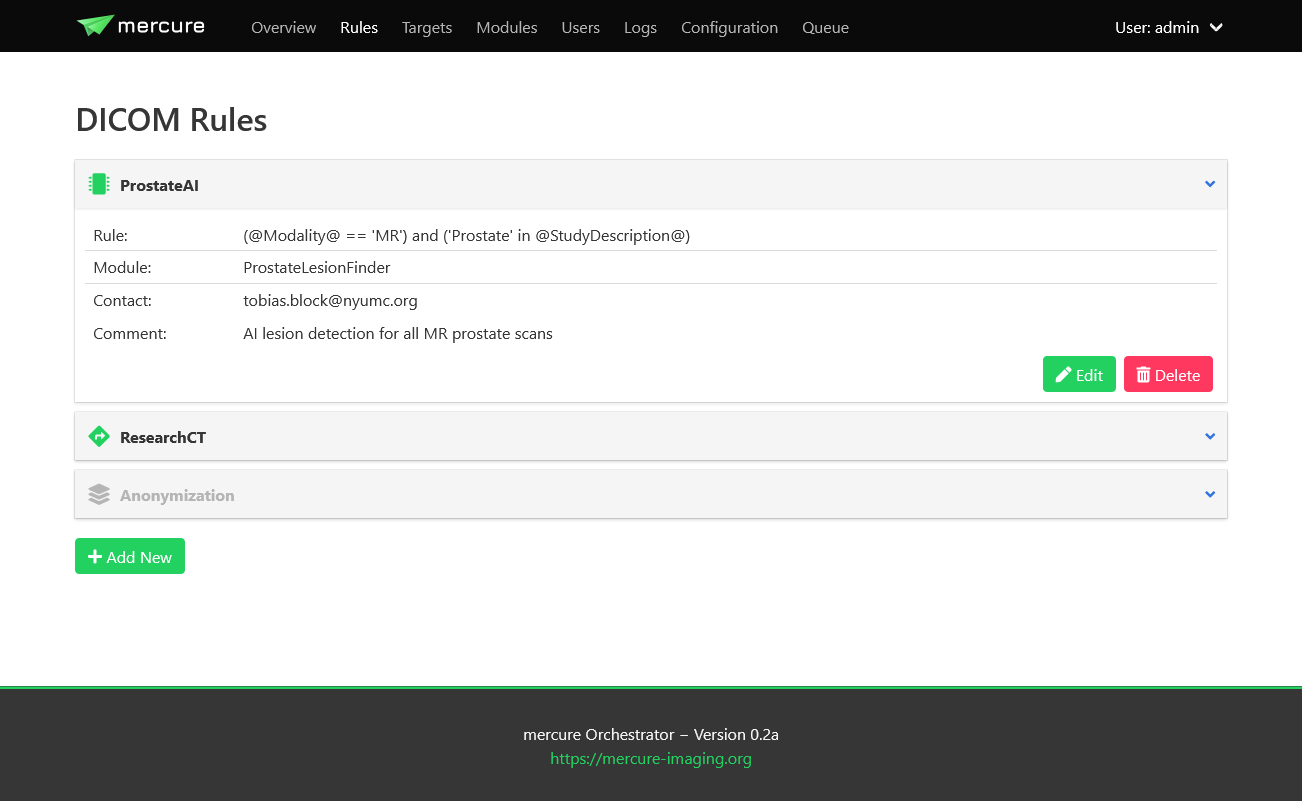 mercure Overview Rules Targets Modules Users Logs Configuration Queue User: admin
DICOM Rules
ProstateAI
Rule: (@Modality@ == 'MR') and ('Prostate' in @StudyDescription@)
Module: ProstateLesionFinder
Contact: tobias.block@nyumc.org
Comment: AI lesion detection for all MR prostate scans
Edit Delete
ResearchCT
Anonymization
Add New
mercure Orchestrator – Version 0.2a
https://mercure-imaging.org